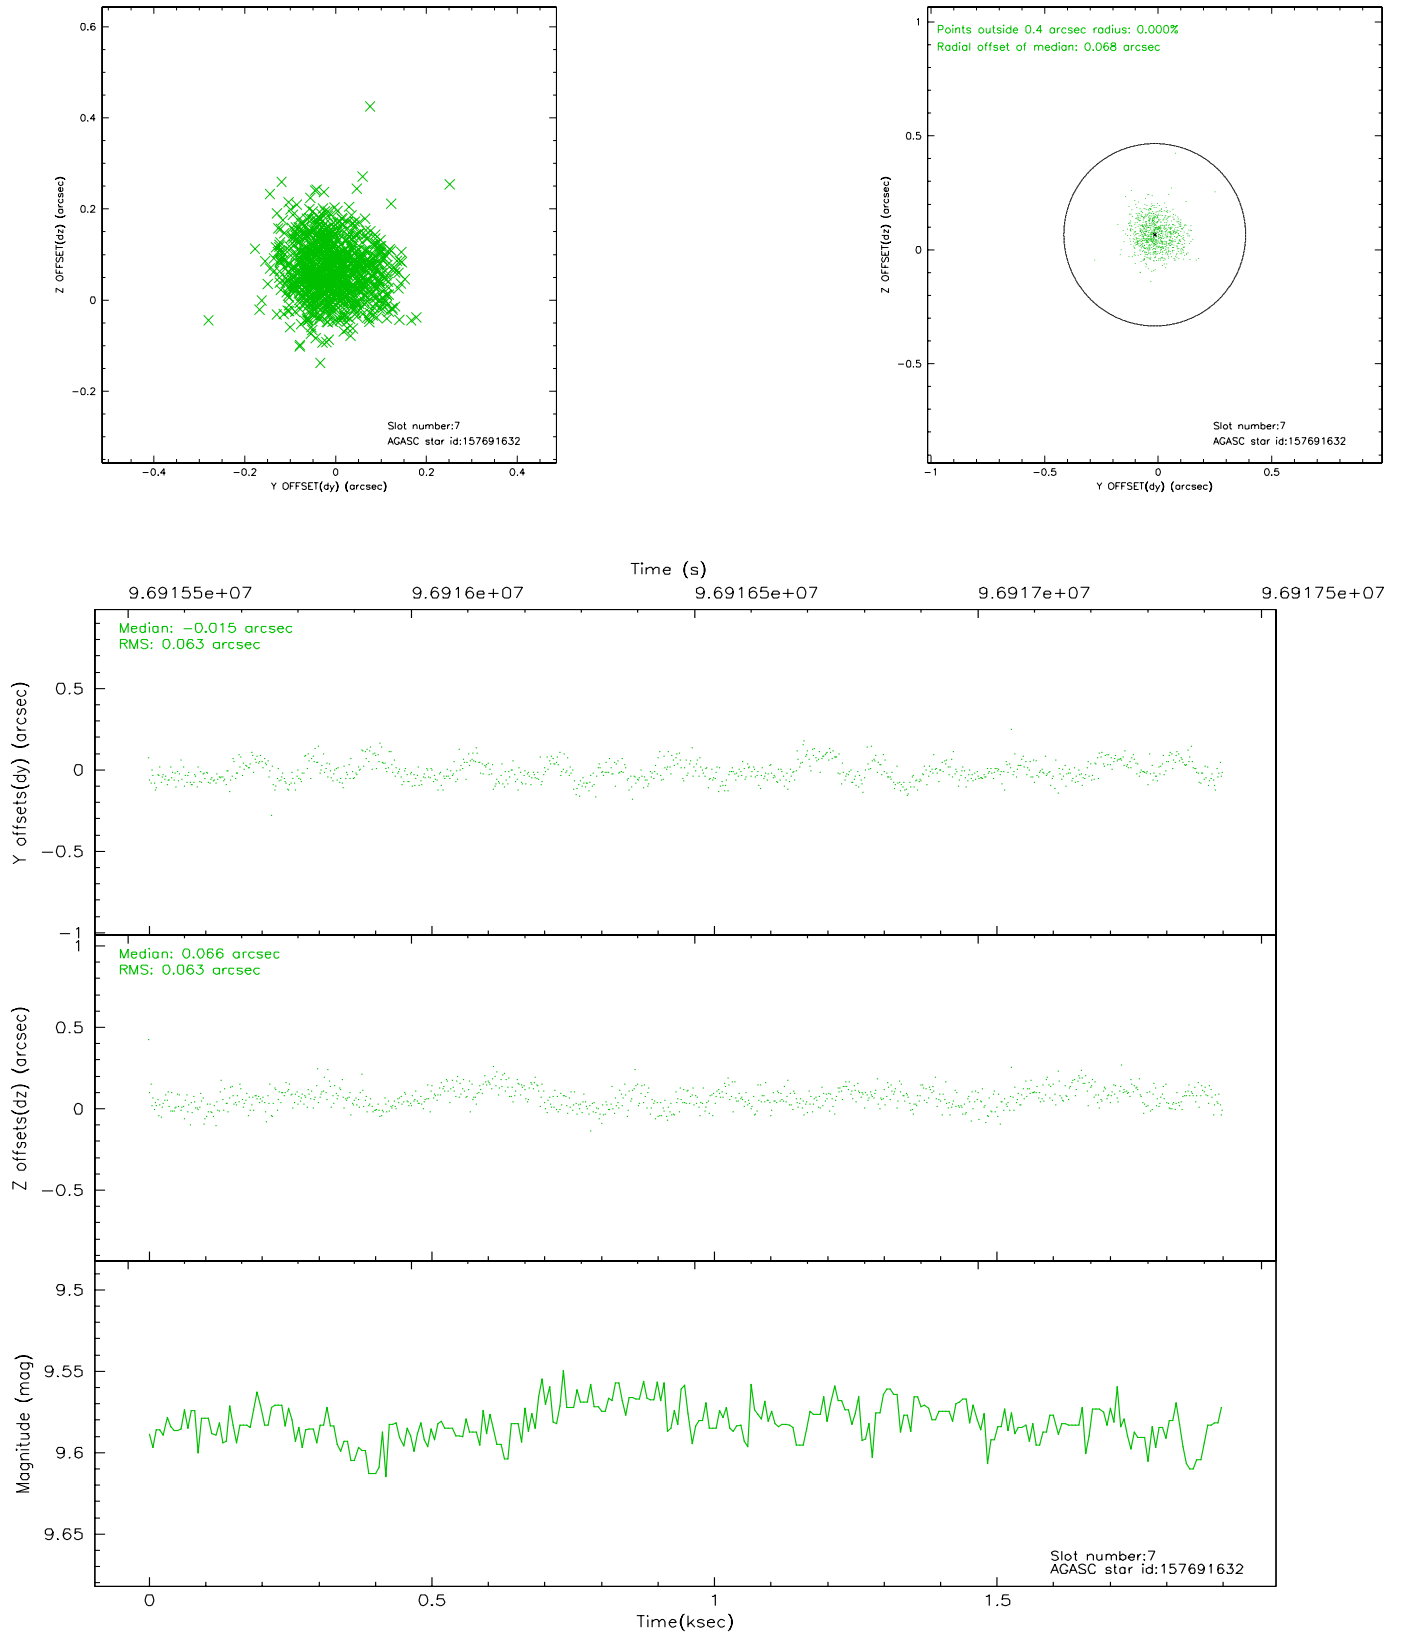 0.6
0.4
0.2
0
−0.2
Z OFFSET(dz) (arcsec)
Slot number:7
AGASC star id:157691632
−0.4 −0.2 0 0.2 0.4
Y OFFSET(dy) (arcsec)
Points outside 0.4 arcsec radius: 0.000%
Radial offset of median: 0.068 arcsec
1
0.5
0
−0.5
Z OFFSET(dz) (arcsec)
Slot number:7
AGASC star id:157691632
−1 −0.5 0 0.5
Y OFFSET(dy) (arcsec)
Time (s)
9.69155e+07 9.6916e+07 9.69165e+07 9.6917e+07 9.69175e+07
Median: −0.015 arcsec
RMS: 0.063 arcsec
0.5
0
−0.5
−1
Y offsets(dy) (arcsec)
Median: 0.066 arcsec
RMS: 0.063 arcsec
1
0.5
0
−0.5
Z offsets(dz) (arcsec)
9.5
9.55
9.6
9.65
Magnitude (mag)
Slot number:7
AGASC star id:157691632
0 0.5 1 1.5
Time(ksec)